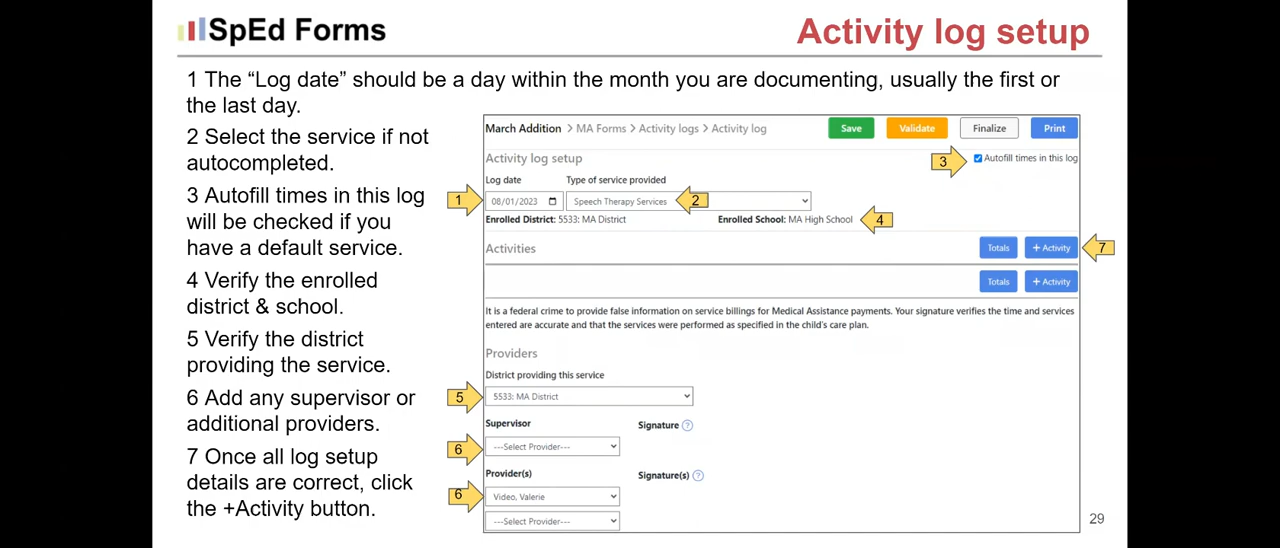 SpEd Forms
Activity log setup
1 The “Log date” should be a day within the month you are documenting, usually the first or
the last day.
2 Select the service if not
autocompleted.
3 Autofill times in this log
will be checked if you
have a default service.
4 Verify the enrolled
district & school.
5 Verify the district
providing the service.
6 Add any supervisor or
additional providers.
7 Once all log setup
details are correct, click
the +Activity button.
March Addition > MA Forms > Activity logs > Activity log
Save
Validate
Finalize
Print
Activity log setup
3
Autofill times in this log
Log date
Type of service provided
1
08/01/2023
Speech Therapy Services
2
Enrolled District: 5533: MA District
Enrolled School: MA High School
4
Activities
Totals
+ Activity
7
Totals
+ Activity
It is a federal crime to provide false information on service billings for Medical Assistance payments. Your signature verifies the time and services
entered are accurate and that the services were performed as specified in the child's care plan.
Providers
District providing this service
5
5533: MA District
Supervisor
Signature ?
6
---Select Provider---
Provider(s)
Signature(s) ?
6
Video, Valerie
---Select Provider---
29